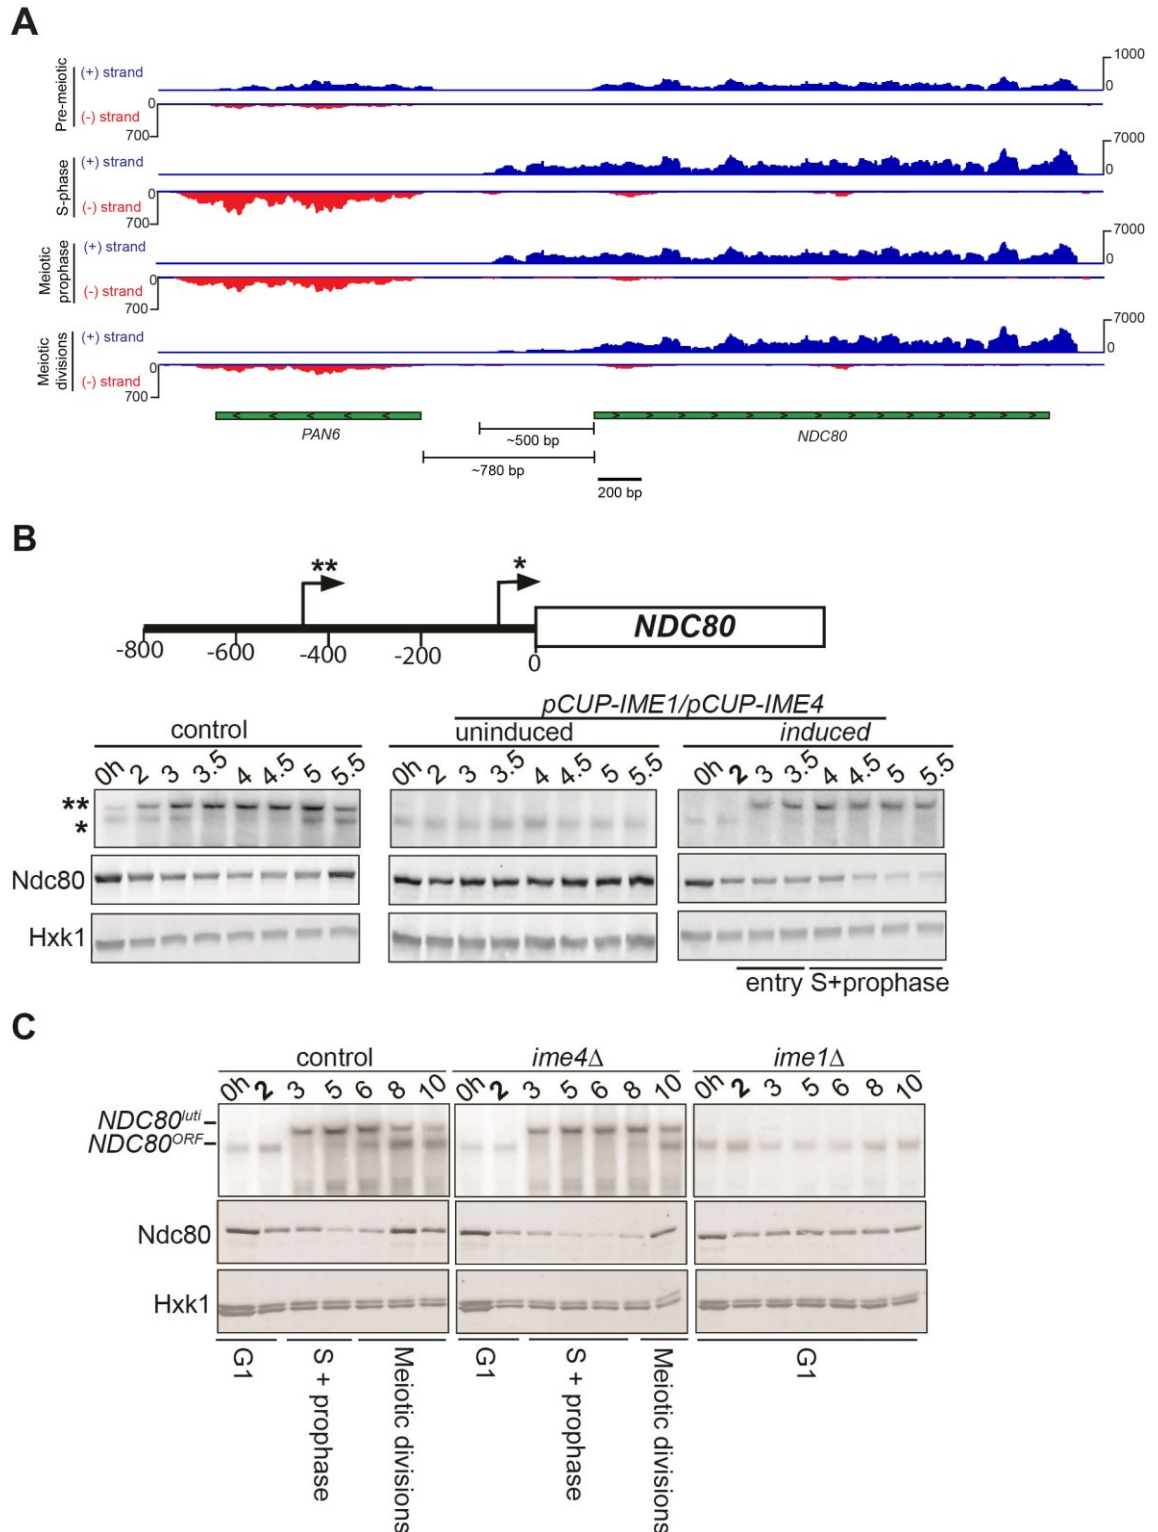 A
Pre-meiotic
(+) strand
1000
0
0
(-) strand
700
S-phase
(+) strand
7000
0
0
(-) strand
700
Meiotic
prophase
(+) strand
7000
0
0
(-) strand
700
Meiotic
divisions
(+) strand
7000
0
0
(-) strand
700
PAN6
~500 bp
NDC80
~780 bp
200 bp
B
** *
NDC80
-800 -600 -400 -200 0
pCUP-IME1/pCUP-IME4
control uninduced induced
0h 2 3 3.5 4 4.5 5 5.5 0h 2 3 3.5 4 4.5 5 5.5 0h 2 3 3.5 4 4.5 5 5.5
**
*
Ndc80
Hxk1
entry S+prophase
C
control ime4Δ ime1Δ
0h 2 3 5 6 8 10 0h 2 3 5 6 8 10 0h 2 3 5 6 8 10
NDC80luti
NDC80ORF
Ndc80
Hxk1
G1 S + prophase Meiotic divisions G1 S + prophase Meiotic divisions G1